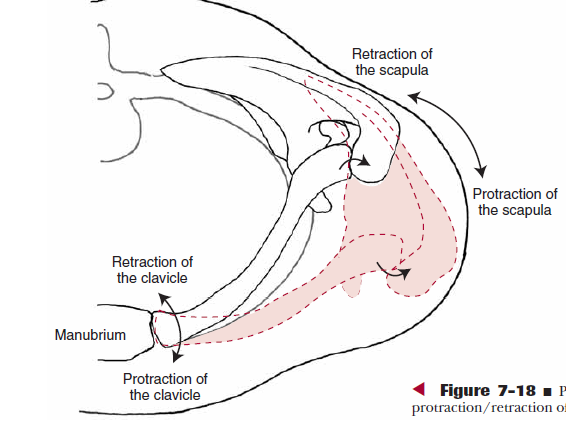 Retraction of
the scapula
Protraction of
the scapula
Retraction of
the clavicle
Manubrium
Protraction of
the clavicle
◄ Figure 7-18 ■ P
protraction/retraction of